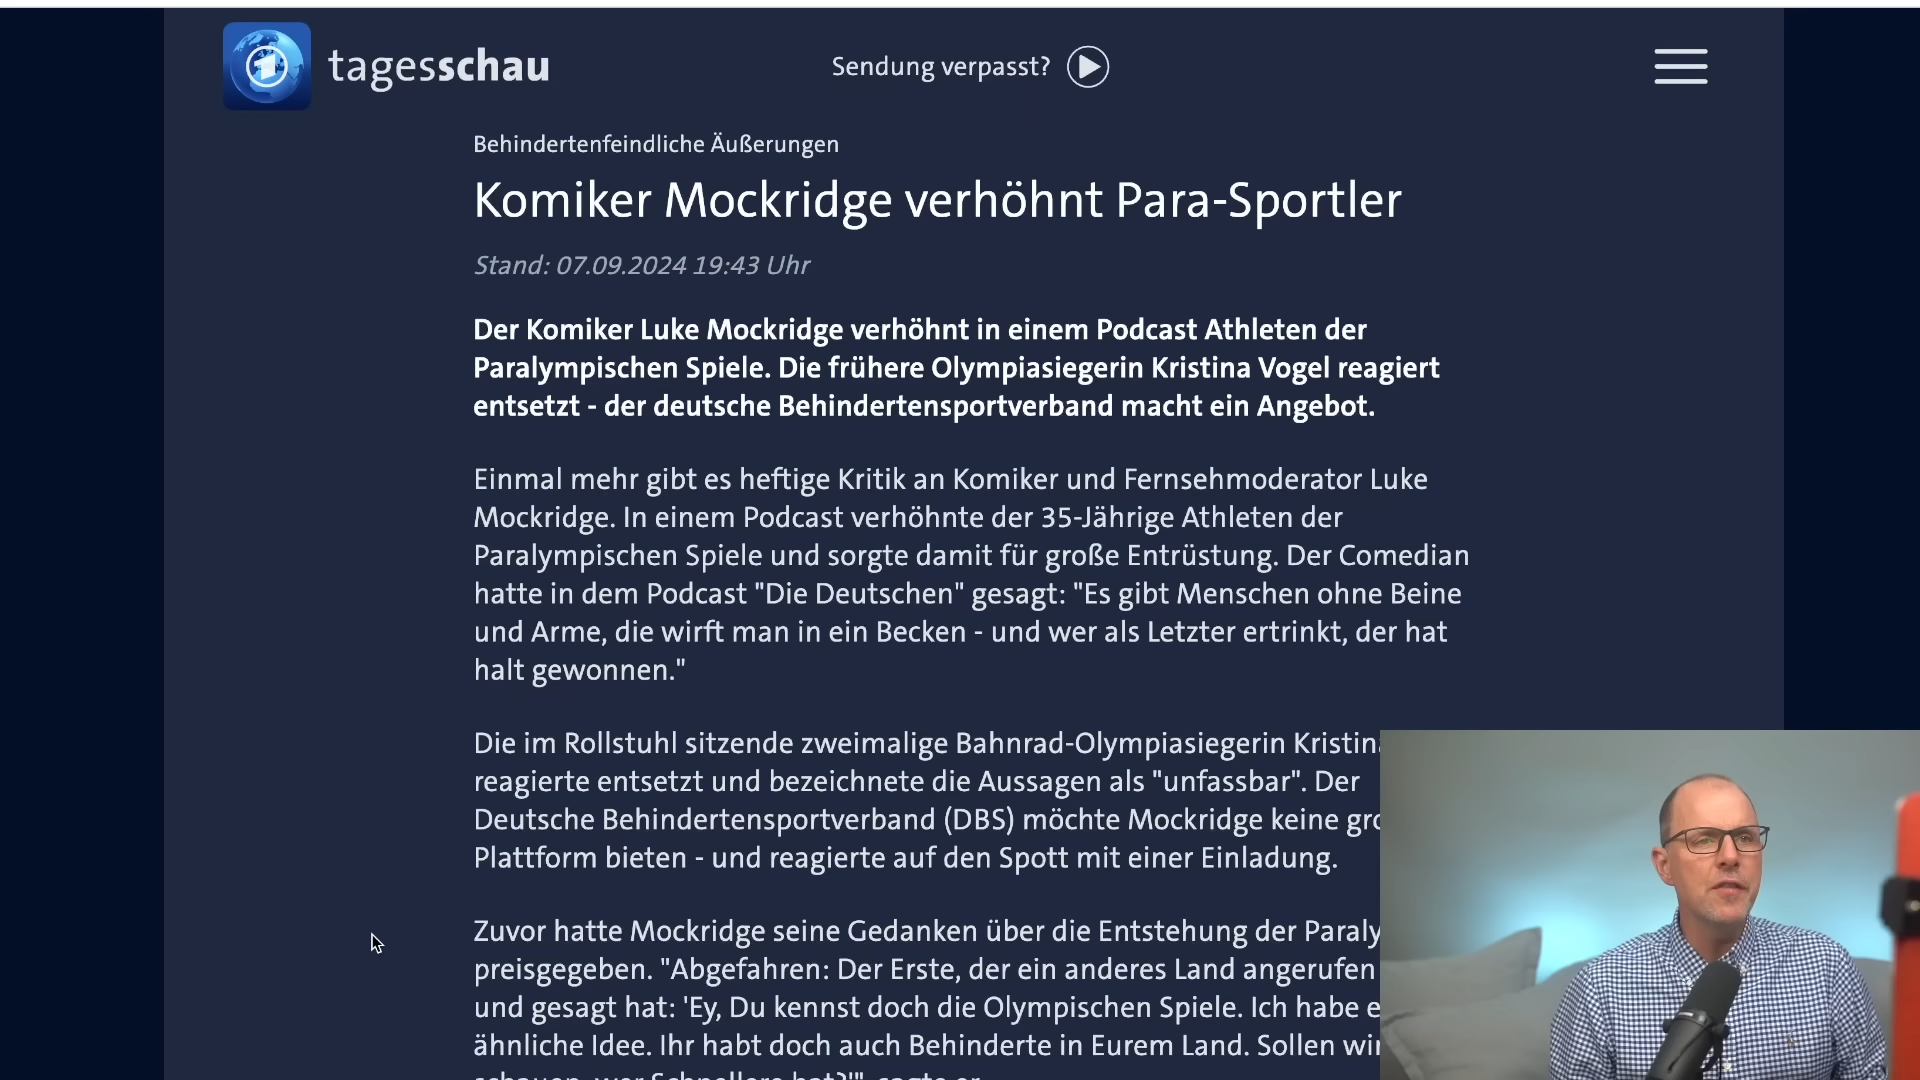 tagesschau
Sendung verpasst?
Behindertenfeindliche Äußerungen
Komiker Mockridge verhöhnt Para-Sportler
Stand: 07.09.2024 19:43 Uhr
Der Komiker Luke Mockridge verhöhnt in einem Podcast Athleten der
Paralympischen Spiele. Die frühere Olympiasiegerin Kristina Vogel reagiert
entsetzt - der deutsche Behindertensportverband macht ein Angebot.
Einmal mehr gibt es heftige Kritik an Komiker und Fernsehmoderator Luke
Mockridge. In einem Podcast verhöhnte der 35-Jährige Athleten der
Paralympischen Spiele und sorgte damit für große Entrüstung. Der Comedian
hatte in dem Podcast "Die Deutschen" gesagt: "Es gibt Menschen ohne Beine
und Arme, die wirft man in ein Becken - und wer als Letzter ertrinkt, der hat
halt gewonnen."
Die im Rollstuhl sitzende zweimalige Bahnrad-Olympiasiegerin
reagierte entsetzt und bezeichnete die Aussagen als "unfassbar". Der
Deutsche Behindertensportverband (DBS) möchte Mockridge keine
Plattform bieten - und reagierte auf den Spott mit einer Einladung.
Zuvor hatte Mockridge seine Gedanken über die Entstehung der
preisgegeben. "Abgefahren: Der Erste, der ein anderes Land angerufen
und gesagt hat: 'Ey, Du kennst doch die Olympischen Spiele. Ich habe
ähnliche Idee. Ihr habt doch auch Behinderte in Eurem Land. Sollen